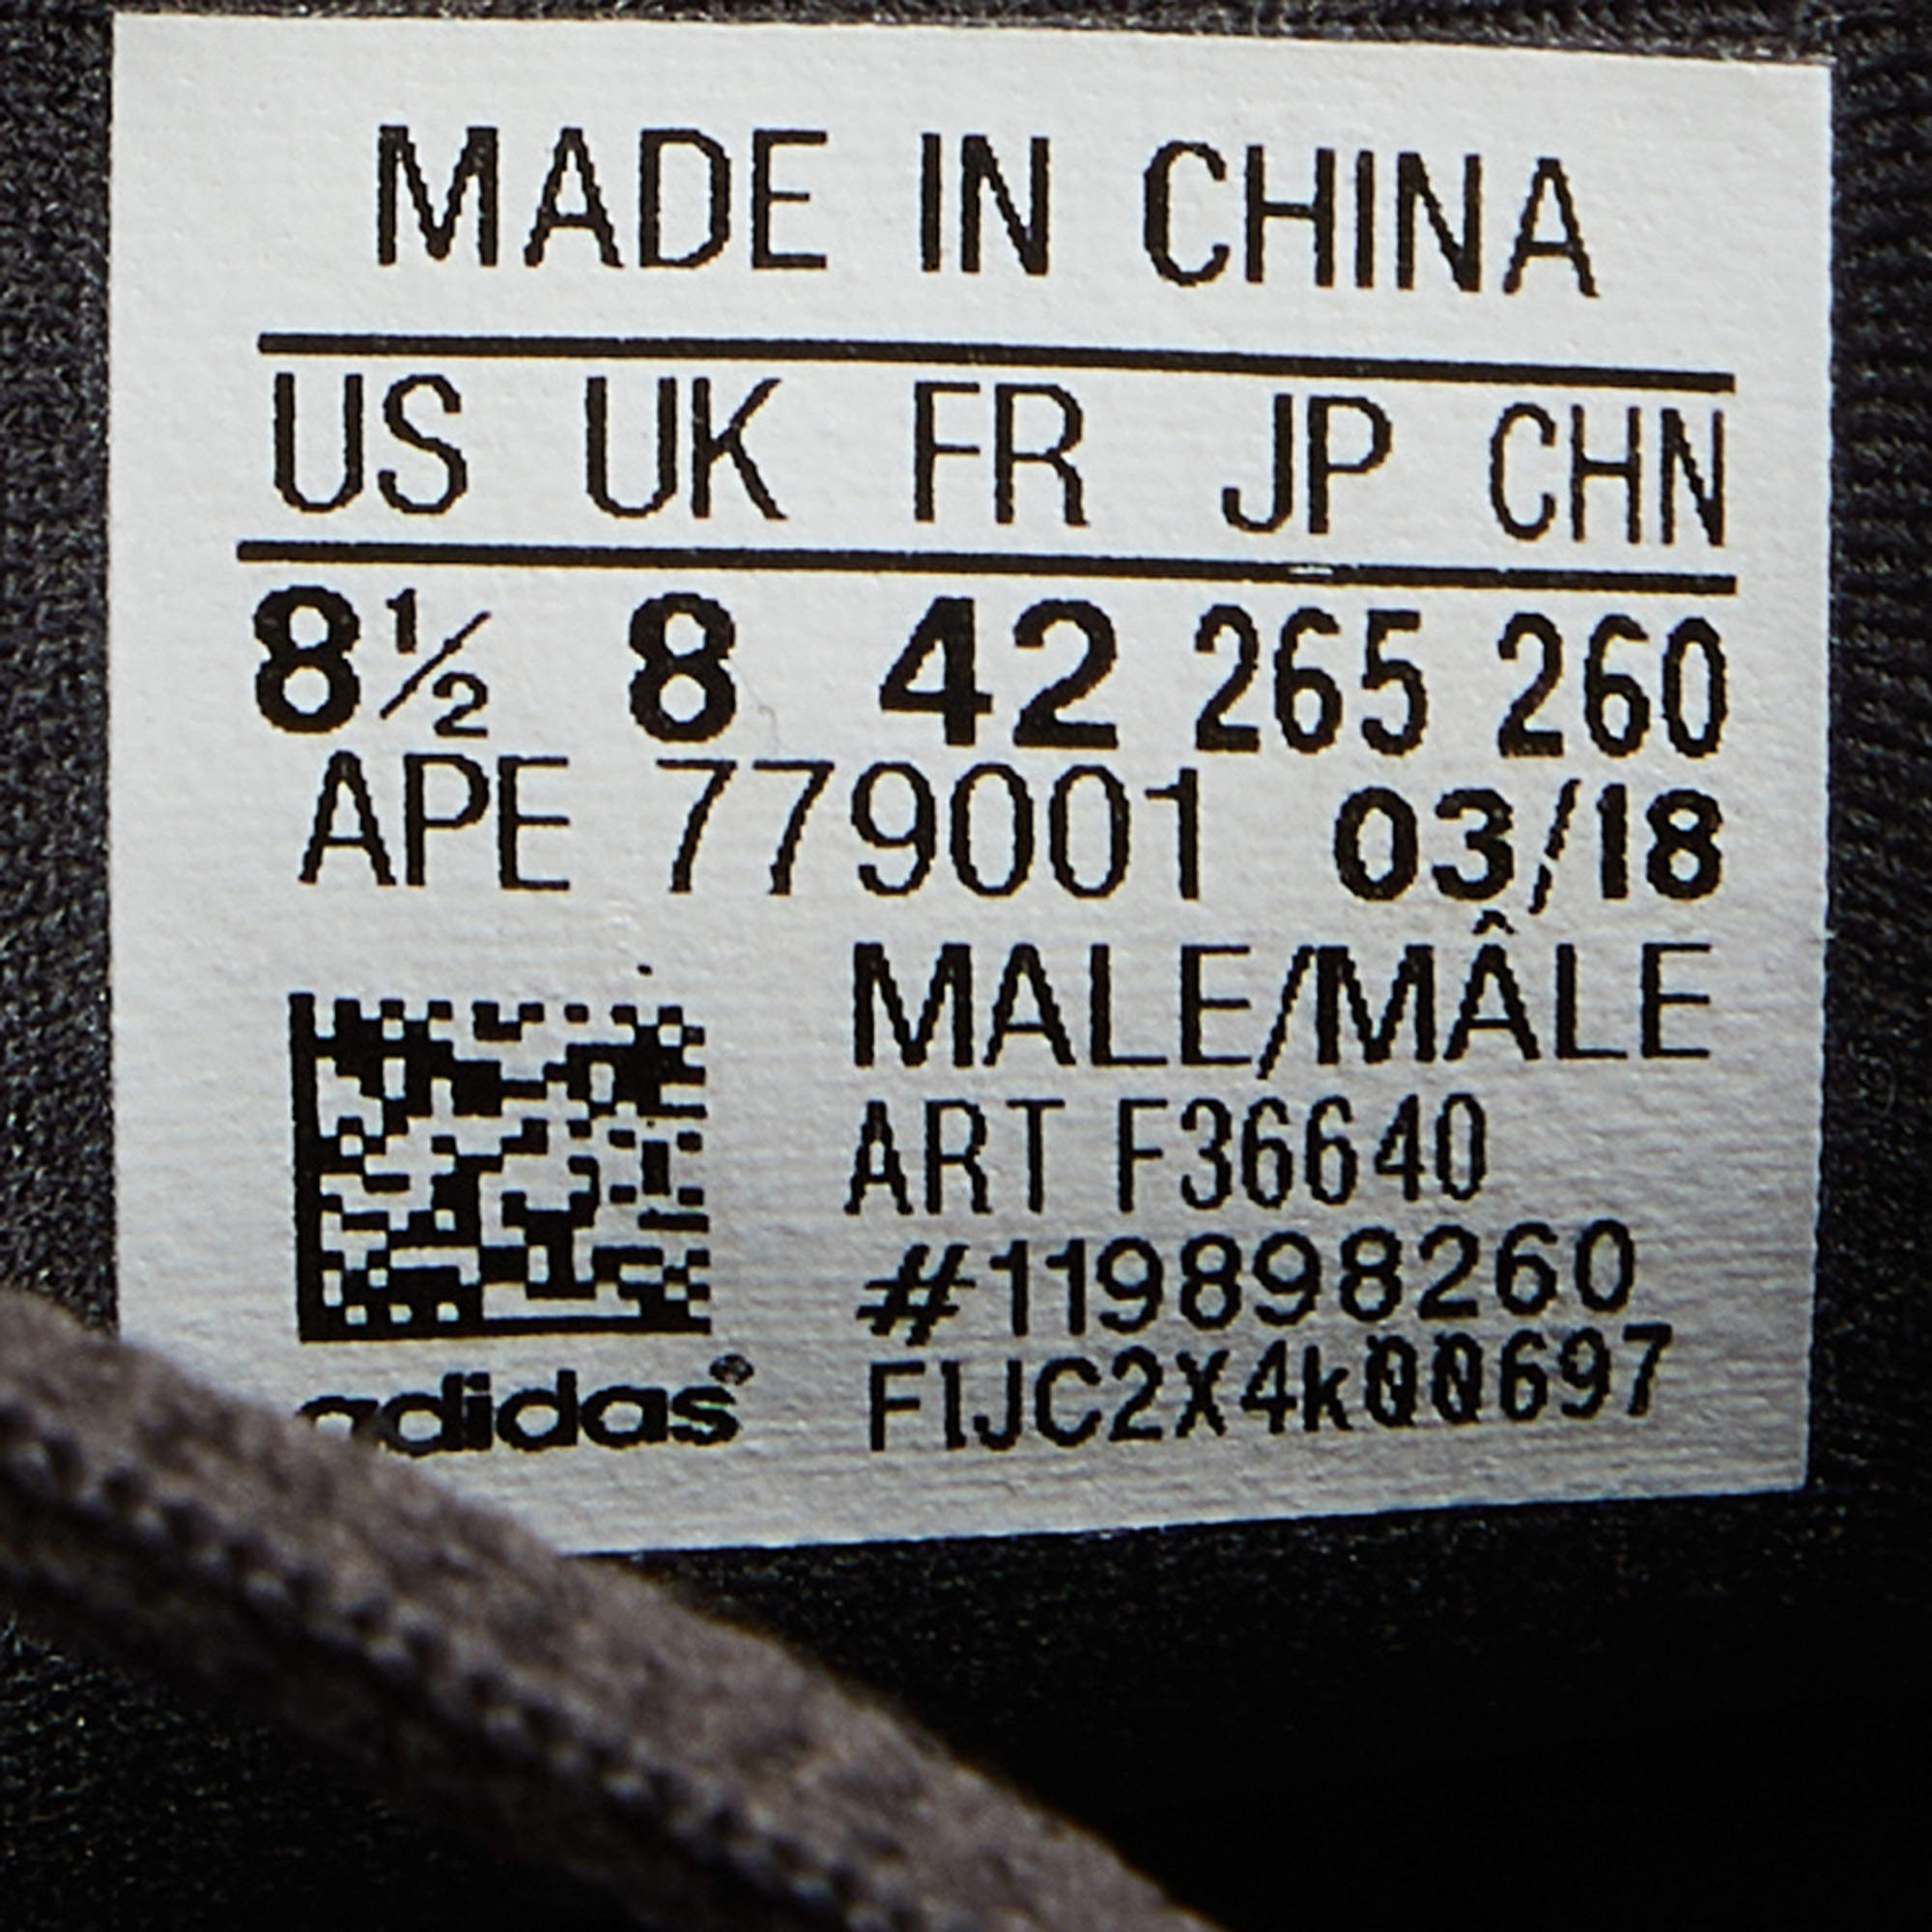 MADE IN CHINA
US UK FR JP CHN
8½ 8 42 265 260
APE 779001 03/18
MALE/MÂLE
ART F36640
#119898260
F1JC2X4k00697
adidas®